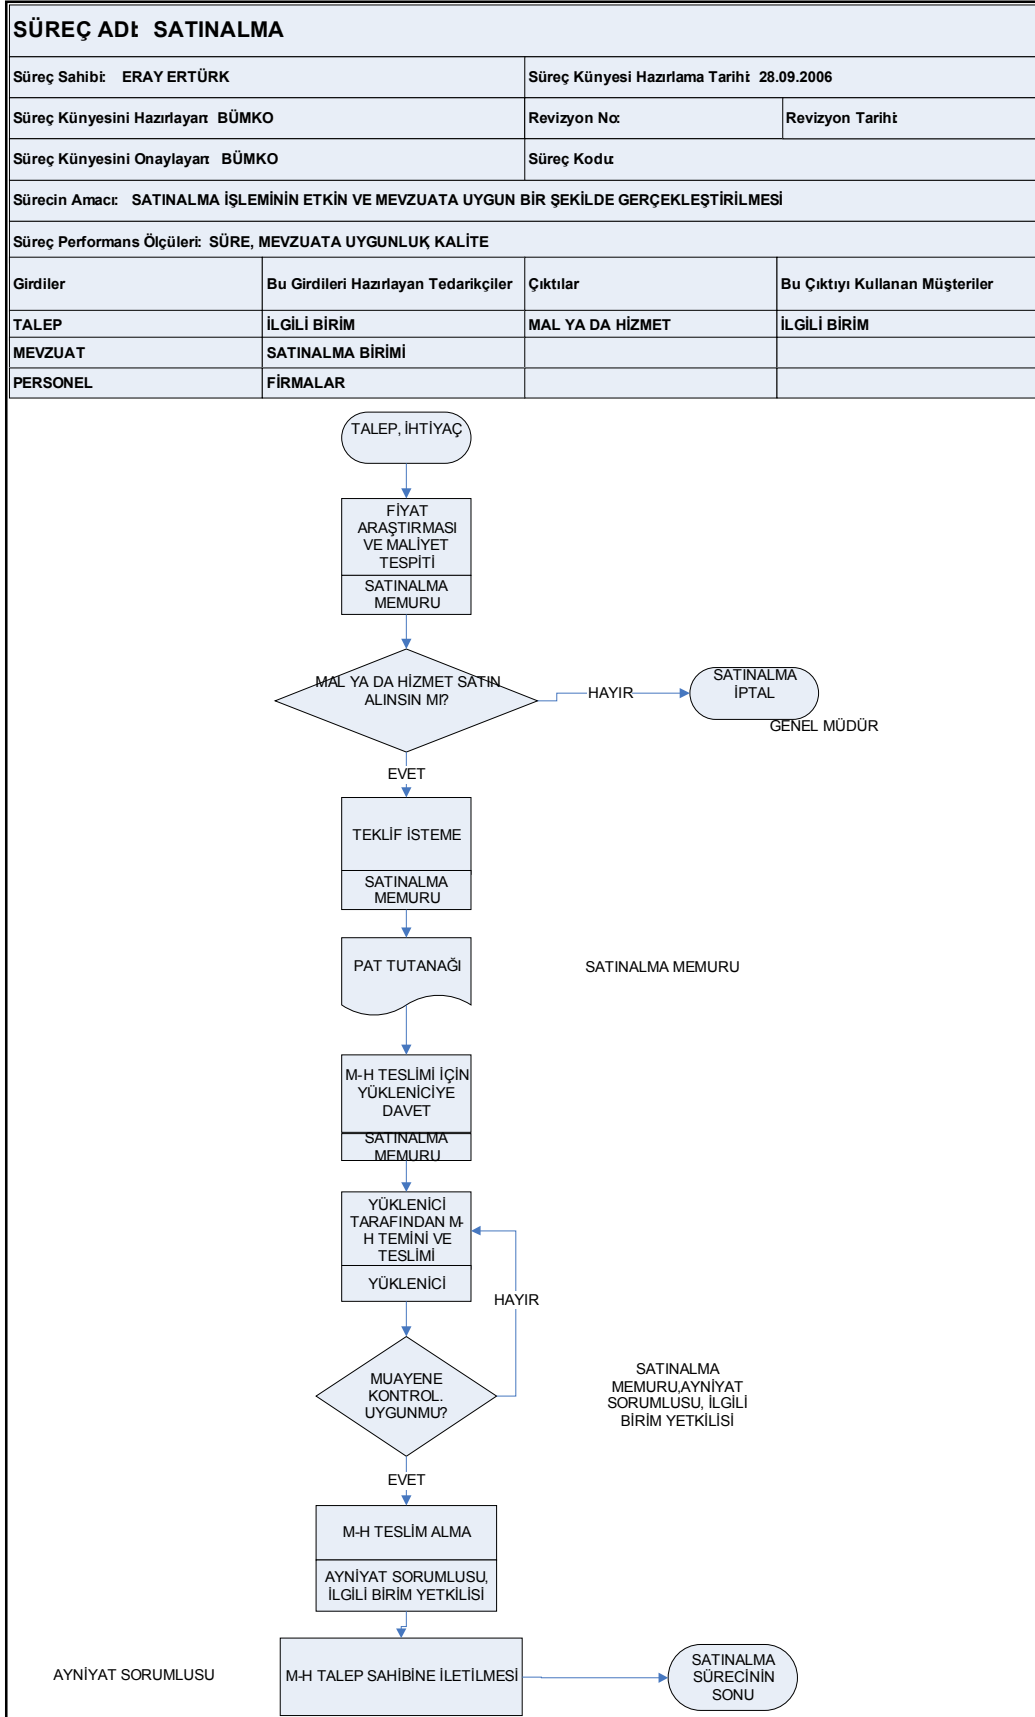 SÜREÇ ADI: SATINALMA
Süreç Sahibi: ERAY ERTÜRK
Süreç Künyesi Hazırlama Tarihi: 28.09.2006
Süreç Künyesini Hazırlayan: BÜMKO
Revizyon No:
Revizyon Tarihi:
Süreç Künyesini Onaylayan: BÜMKO
Süreç Kodu:
Sürecin Amacı: SATINALMA İŞLEMİNİN ETKİN VE MEVZUATA UYGUN BİR ŞEKİLDE GERÇEKLEŞTİRİLMESİ
Süreç Performans Ölçüleri: SÜRE, MEVZUATA UYGUNLUK, KALİTE
Girdiler
Bu Girdileri Hazırlayan Tedarikçiler
Çıktılar
Bu Çıktıyı Kullanan Müşteriler
TALEP
İLGİLİ BİRİM
MAL YA DA HİZMET
İLGİLİ BİRİM
MEVZUAT
SATINALMA BİRİMİ
PERSONEL
FİRMALAR
TALEP, İHTİYAÇ
FİYAT
ARAŞTIRMASI
VE MALİYET
TESPİTİ
SATINALMA
MEMURU
MAL YA DA HİZMET SATIN
ALINSIN MI?
HAYIR
SATINALMA
İPTAL
GENEL MÜDÜR
EVET
TEKLİF İSTEME
SATINALMA
MEMURU
PAT TUTANAĞI
SATINALMA MEMURU
M-H TESLİMİ İÇİN
YÜKLENİCİYE
DAVET
SATINALMA
MEMURU
YÜKLENİCİ
TARAFINDAN M-
H TEMİNİ VE
TESLİMİ
YÜKLENİCİ
HAYIR
MUAYENE
KONTROL.
UYGUNMU?
SATINALMA
MEMURU,AYNİYAT
SORUMLUSU, İLGİLİ
BİRİM YETKİLİSİ
EVET
M-H TESLİM ALMA
AYNİYAT SORUMLUSU,
İLGİLİ BİRİM YETKİLİSİ
AYNİYAT SORUMLUSU
M-H TALEP SAHİBİNE İLETİLMESİ
SATINALMA
SÜRECİNİN
SONU